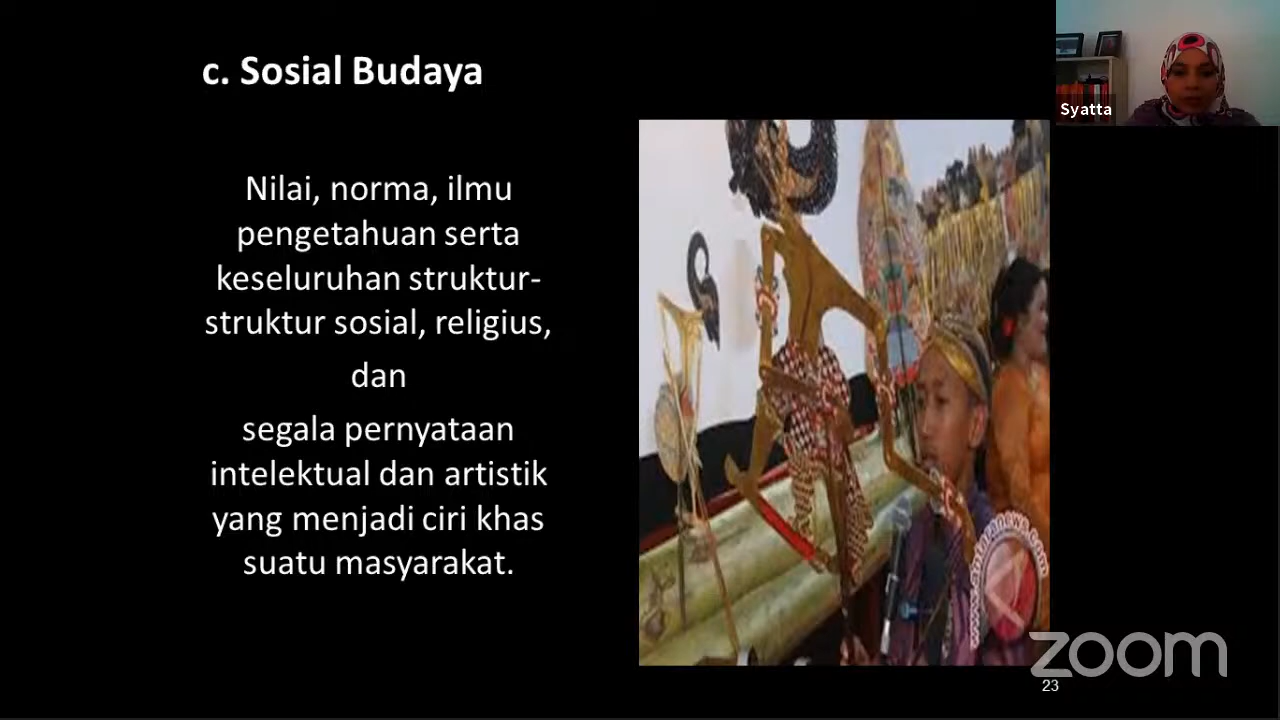 c. Sosial Budaya
Syatta
Nilai, norma, ilmu
pengetahuan serta
keseluruhan struktur-
struktur sosial, religius,
dan
segala pernyataan
intelektual dan artistik
yang menjadi ciri khas
suatu masyarakat.
zoom
23